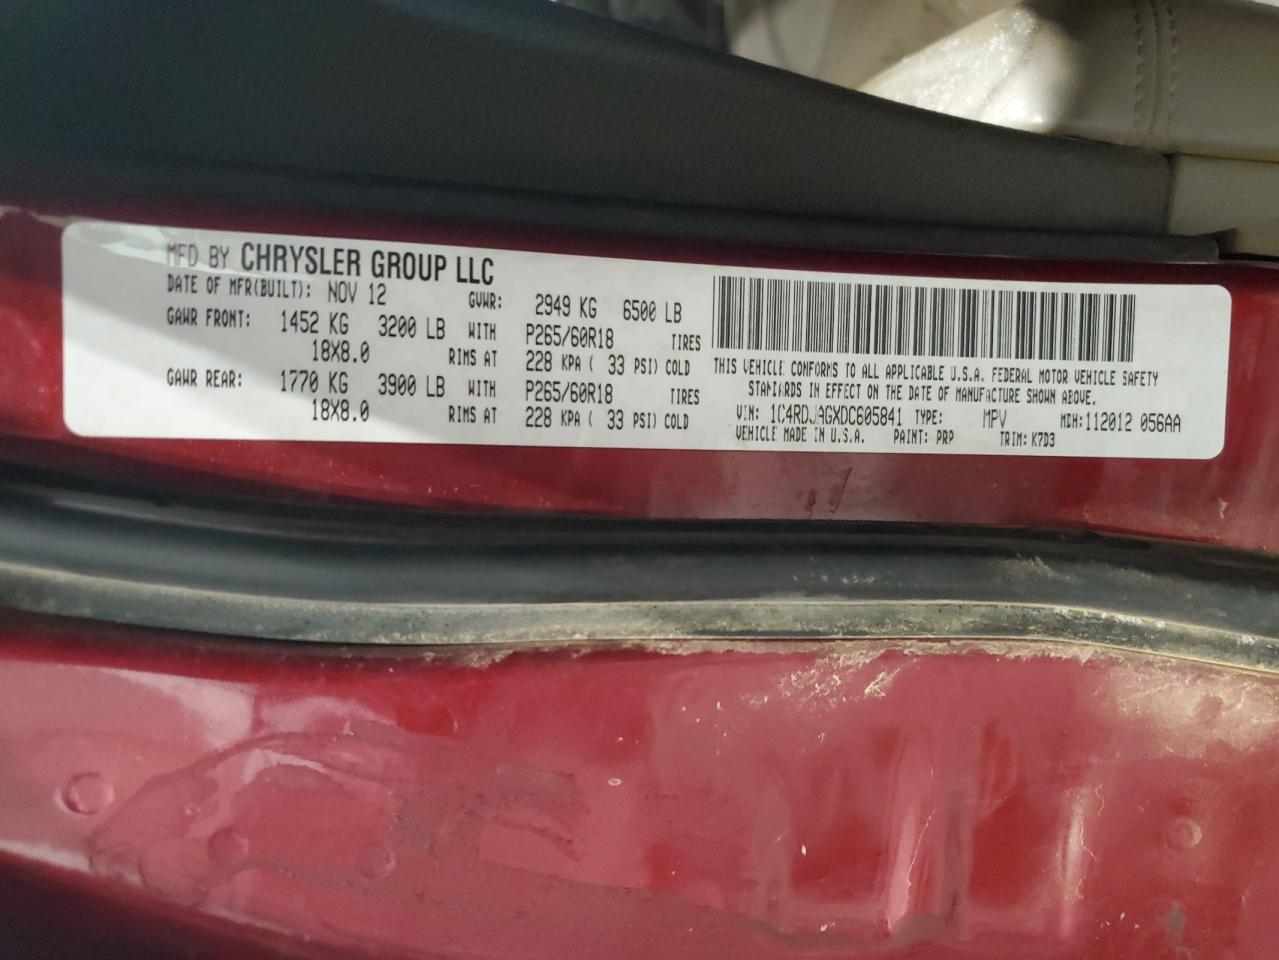 MFD BY CHRYSLER GROUP LLC
DATE OF MFR(BUILT): NOV 12 GVWR: 2949 KG 6500 LB
GAWR FRONT: 1452 KG 3200 LB WITH P265/60R18 TIRES
18X8.0 RIMS AT 228 KPA ( 33 PSI) COLD
GAWR REAR: 1770 KG 3900 LB WITH P265/60R18 TIRES
18X8.0 RIMS AT 228 KPA ( 33 PSI) COLD
THIS VEHICLE CONFORMS TO ALL APPLICABLE U.S.A. FEDERAL MOTOR VEHICLE SAFETY
STANDARDS IN EFFECT ON THE DATE OF MANUFACTURE SHOWN ABOVE.
VIN: 1C4RDJAGXDC605841 TYPE: MPV MDH:112012 056AA
VEHICLE MADE IN U.S.A. PAINT: PRP TRIM: K7D3